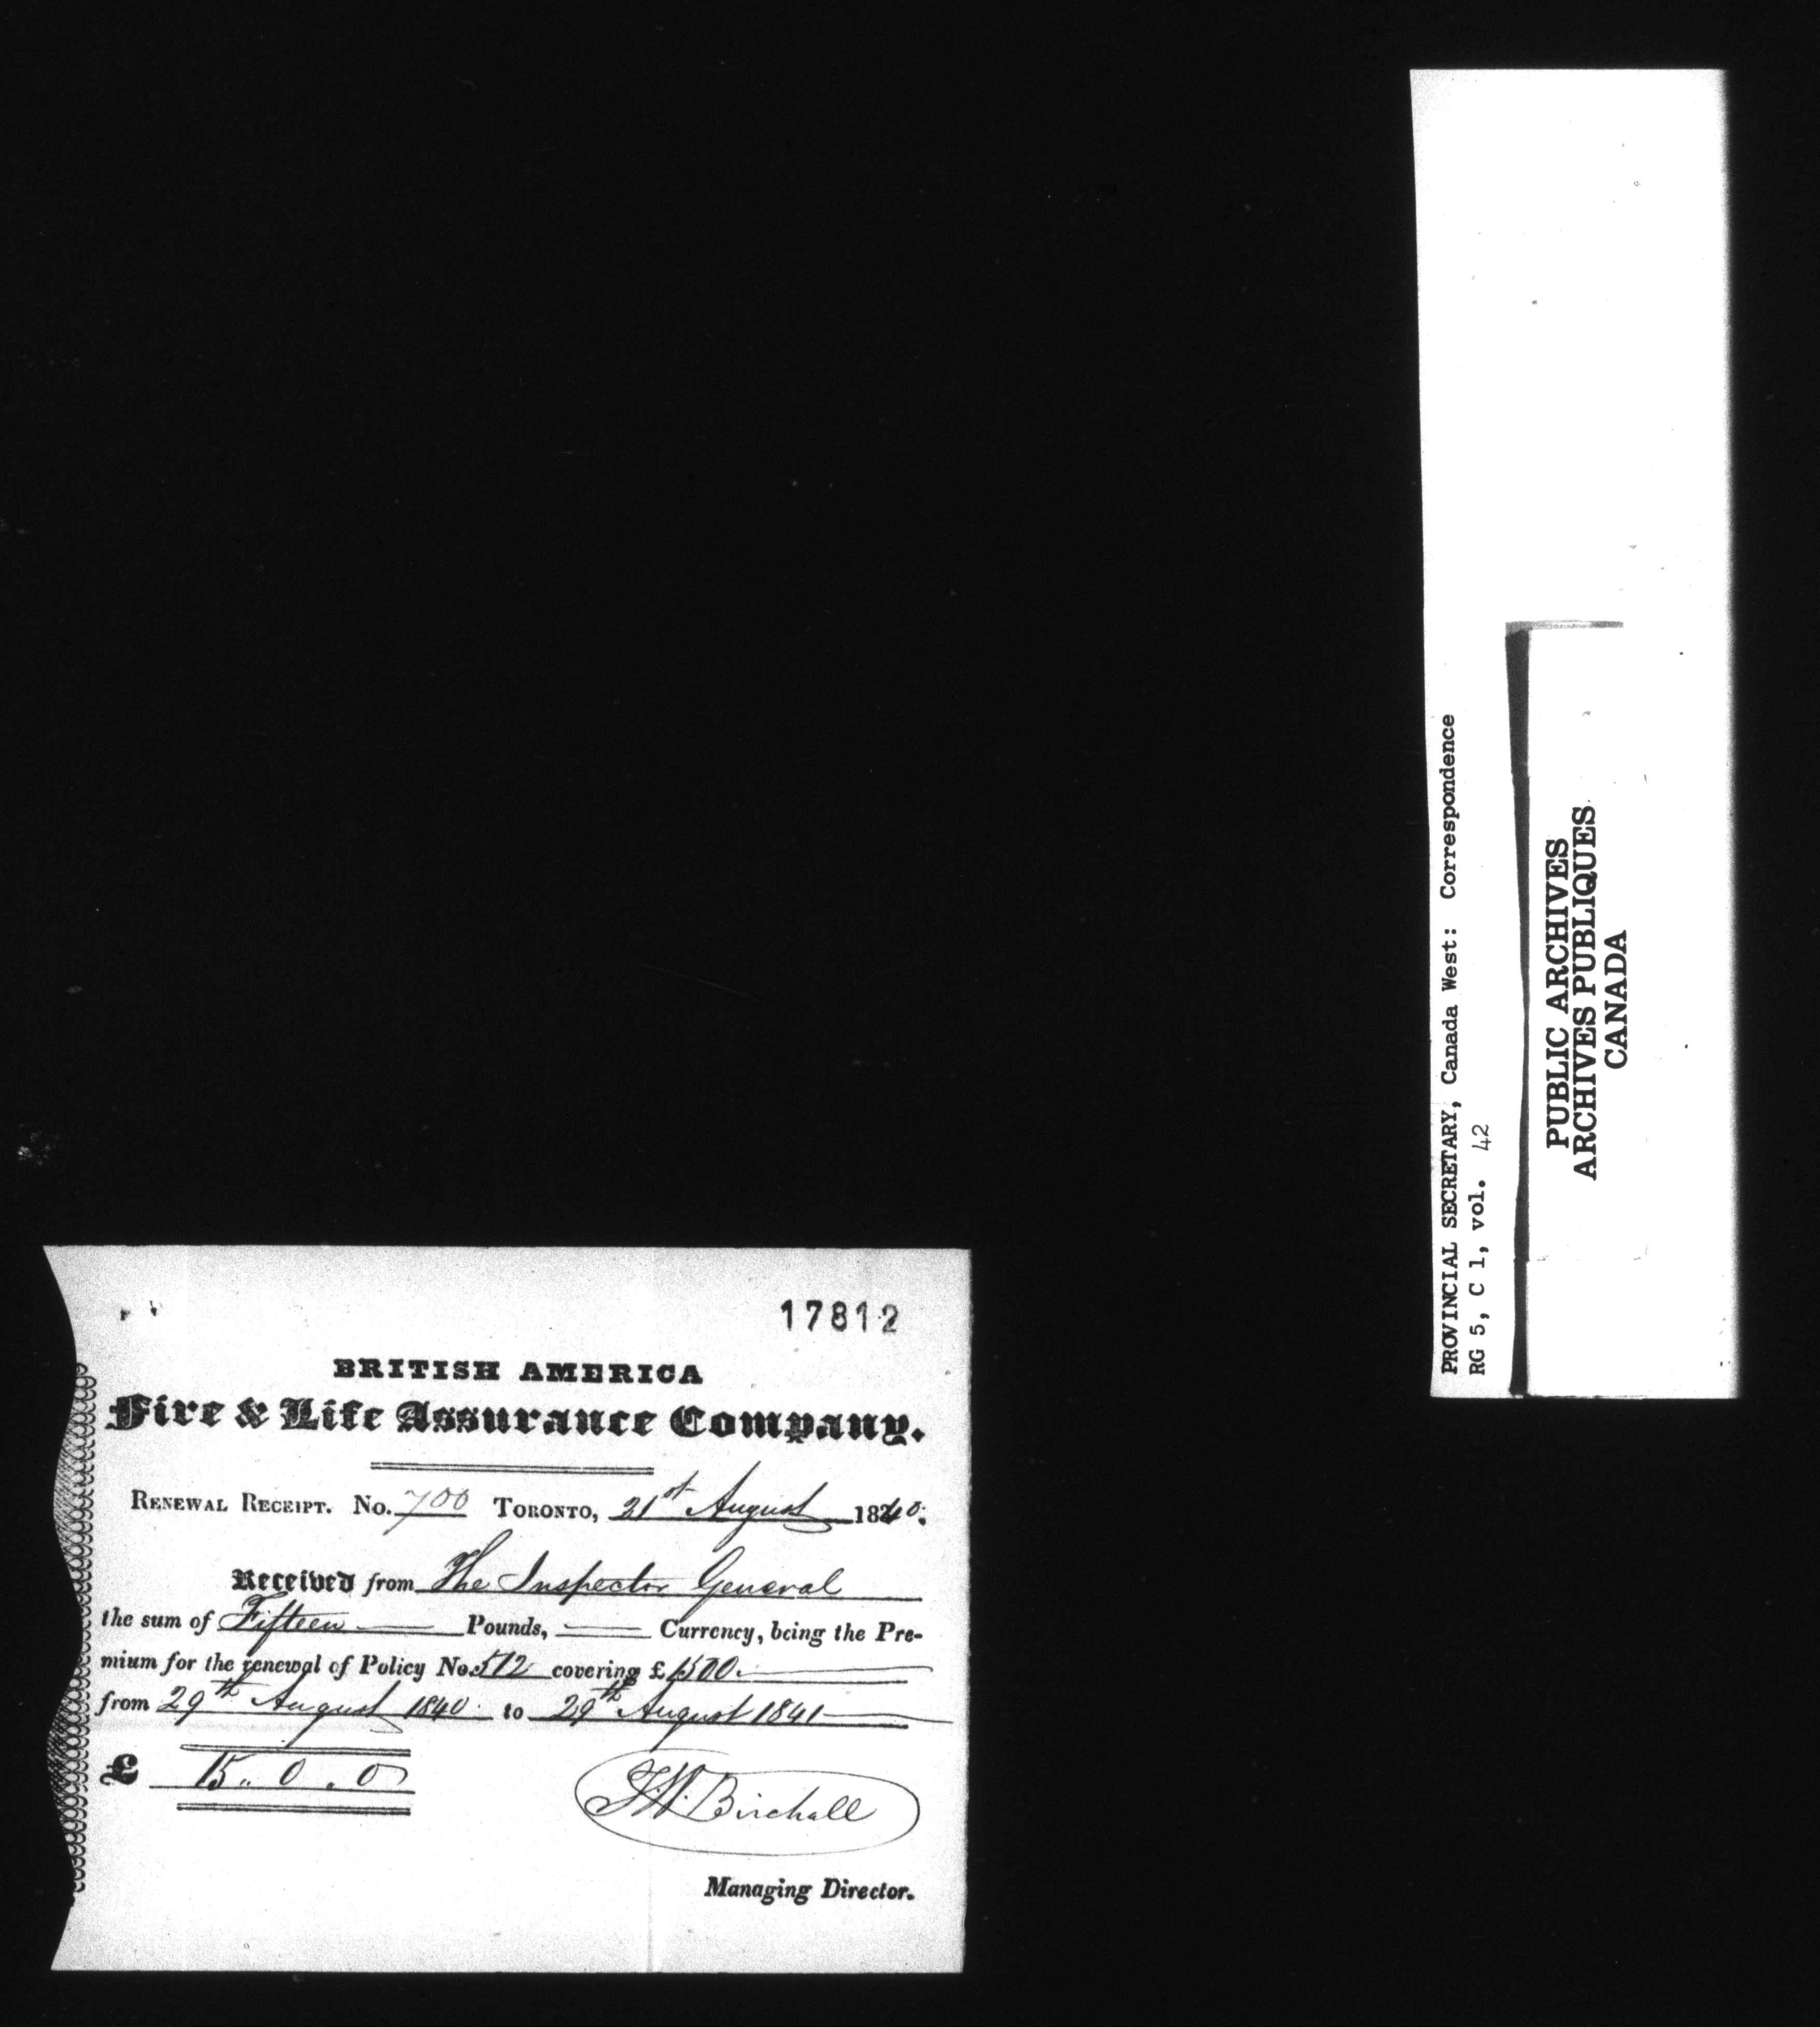 17812
BRITISH AMERICA
Fire & Life Assurance Company.
RENEWAL RECEIPT. No. 700 TORONTO, 21st August 1840.
Received from The Inspector General
the sum of Fifteen Pounds, Currency, being the Pre-
mium for the renewal of Policy No. 512 covering £1500.
from 29th August 1840 to 29th August 1841
£ 15 .. 0 . 0
T.W. Birchall
Managing Director.
PROVINCIAL SECRETARY, Canada West: Correspondence
RG 5, C 1, vol. 42
PUBLIC ARCHIVES
ARCHIVES PUBLIQUES
CANADA